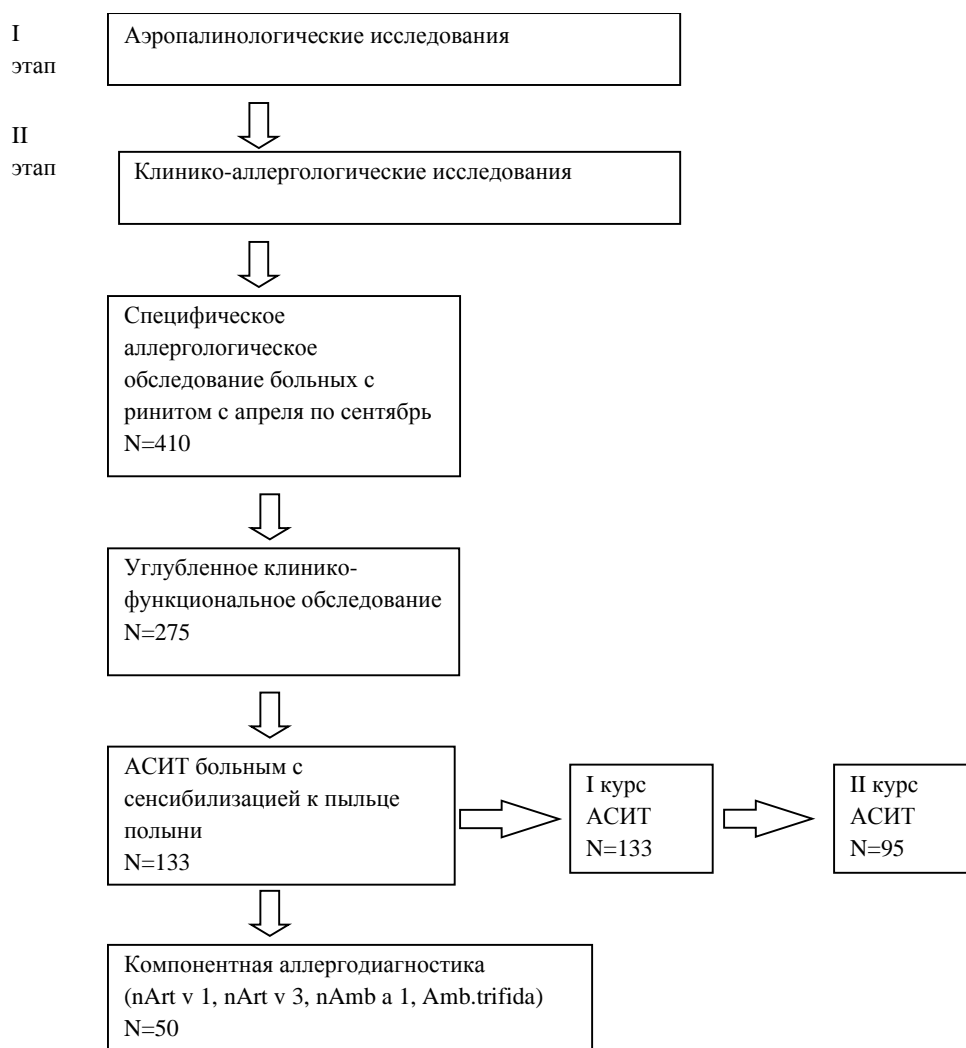 I
этап
Аэропалинологические исследования
II
этап
Клинико-аллергологические исследования
Специфическое
аллергологическое
обследование больных с
ринитом с апреля по сентябрь
N=410
Углубленное клинико-
функциональное обследование
N=275
АСИТ больным с
сенсибилизацией к пыльце
полыни
N=133
I курс
АСИТ
N=133
II курс
АСИТ
N=95
Компонентная аллергодиагностика
(nArt v 1, nArt v 3, nAmb a 1, Amb.trifida)
N=50